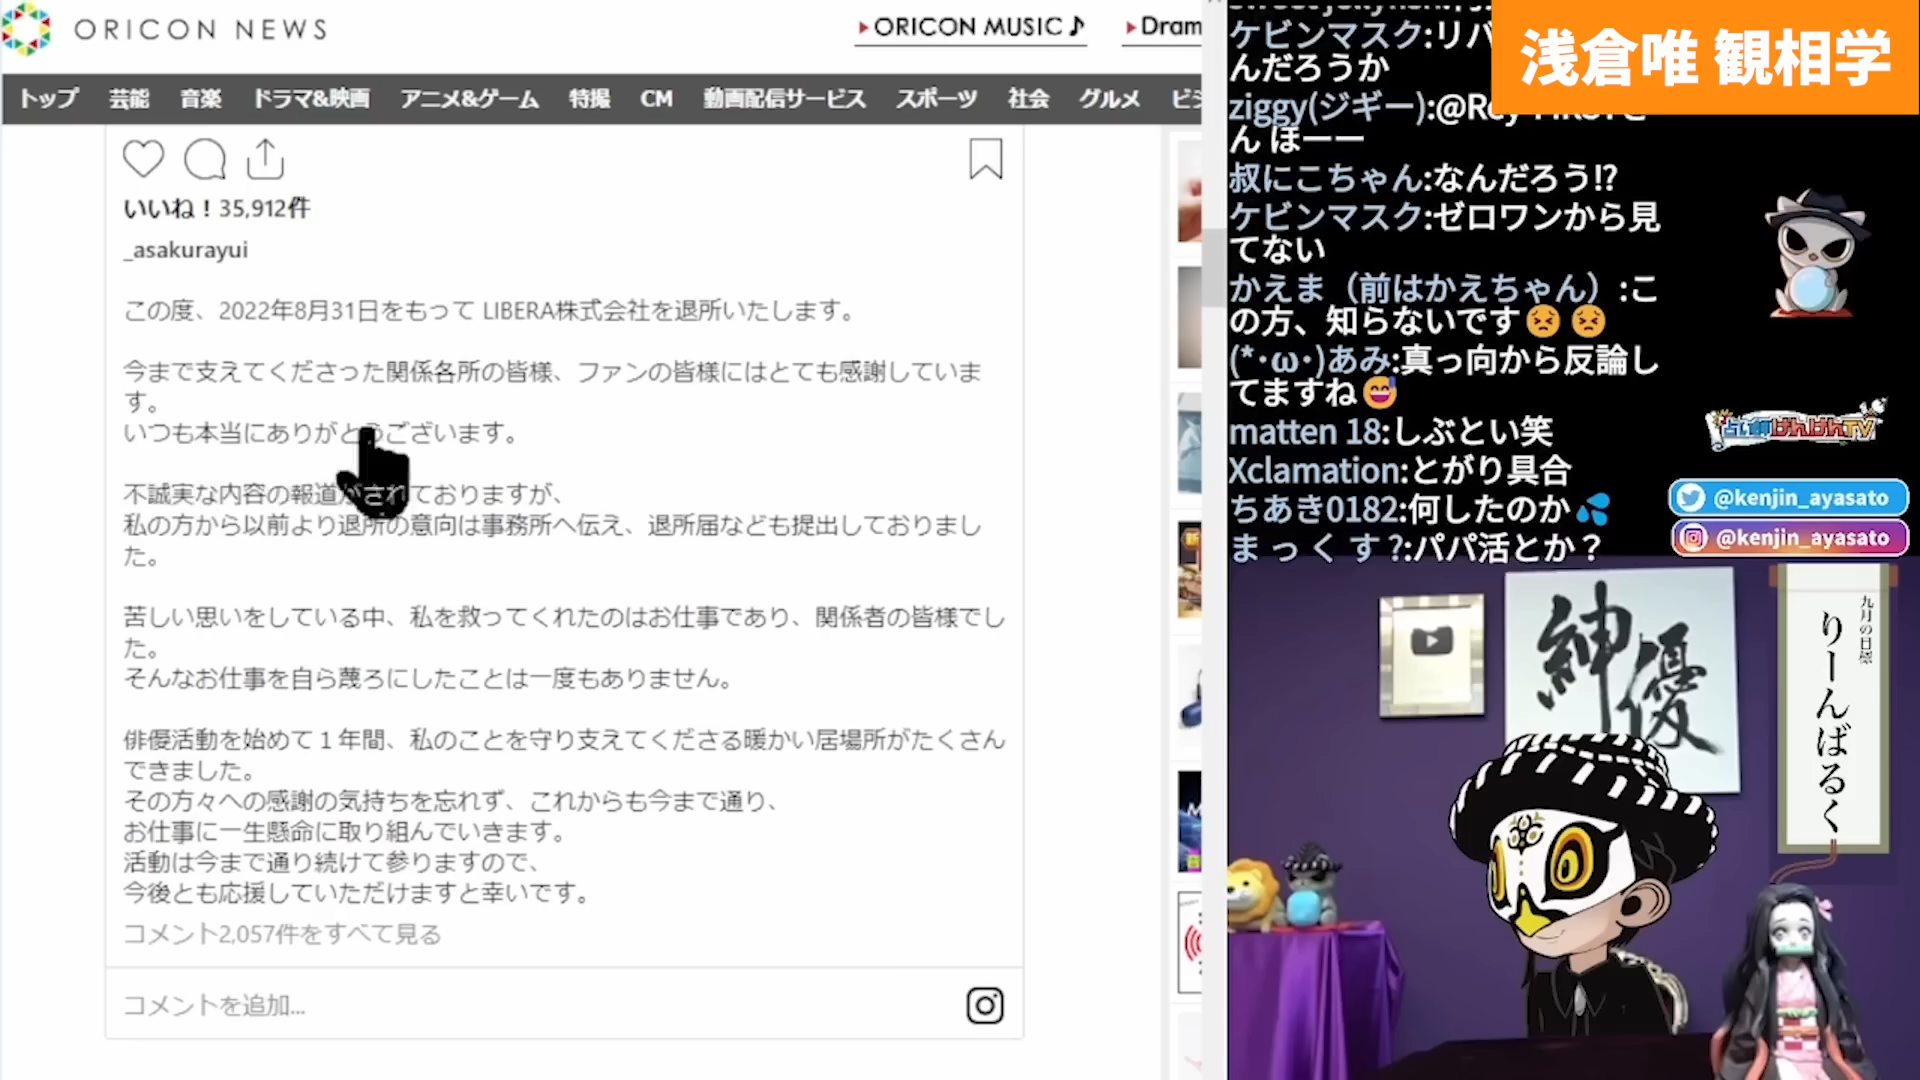 ORICON NEWS
ORICON MUSIC♪
Dram
トップ 芸能 音楽 ドラマ&映画 アニメ&ゲーム 特撮 CM 動画配信サービス スポーツ 社会 グルメ ビジ
いいね！35,912件
_asakurayui
この度、2022年8月31日をもって LIBERA株式会社を退所いたします。
今まで支えてくださった関係各所の皆様、ファンの皆様にはとても感謝していま
す。
いつも本当にありがとうございます。
不誠実な内容の報道がされておりますが、
私の方から以前より退所の意向は事務所へ伝え、退所届なども提出しておりまし
た。
苦しい思いをしている中、私を救ってくれたのはお仕事であり、関係者の皆様でし
た。
そんなお仕事を自ら蔑ろにしたことは一度もありません。
俳優活動を始めて１年間、私のことを守り支えてくださる暖かい居場所がたくさん
できました。
その方々への感謝の気持ちを忘れず、これからも今まで通り、
お仕事に一生懸命に取り組んでいきます。
活動は今まで通り続けて参りますので、
今後とも応援していただけますと幸いです。
コメント2,057件をすべて見る
コメントを追加...
浅倉唯 観相学
ケビンマスク:リバ
んだろうか
ziggy(ジギー):@R
ん ほーー
叔にこちゃん:なんだろう⁉
ケビンマスク:ゼロワンから見
てない
かえま（前はかえちゃん）:こ
の方、知らないです😣😣
(*･ω･)あみ:真っ向から反論し
てますね😅
matten 18:しぶとい笑
Xclamation:とがり具合
ちあき0182:何したのか💦
ま っ く す ?:パパ活とか？
占い師けんけんTV
@kenjin_ayasato
@kenjin_ayasato
紳優
九月の日標
りーんばるく